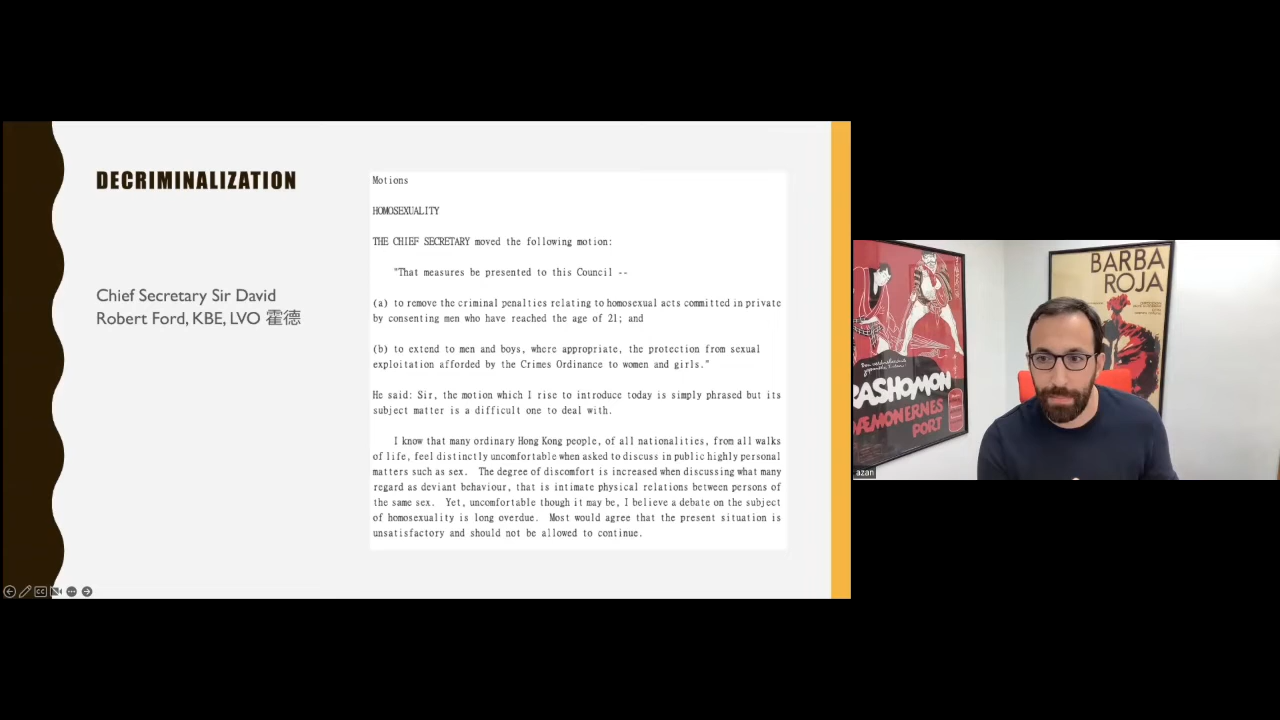 DECRIMINALIZATION
Chief Secretary Sir David
Robert Ford, KBE, LVO 霍德
Motions
HOMOSEXUALITY
THE CHIEF SECRETARY moved the following motion:
"That measures be presented to this Council --
(a) to remove the criminal penalties relating to homosexual acts committed in private
by consenting men who have reached the age of 21; and
(b) to extend to men and boys, where appropriate, the protection from sexual
exploitation afforded by the Crimes Ordinance to women and girls."
He said: Sir, the motion which I rise to introduce today is simply phrased but its
subject matter is a difficult one to deal with.
I know that many ordinary Hong Kong people, of all nationalities, from all walks
of life, feel distinctly uncomfortable when asked to discuss in public highly personal
matters such as sex. The degree of discomfort is increased when discussing what many
regard as deviant behaviour, that is intimate physical relations between persons of
the same sex. Yet, uncomfortable though it may be, I believe a debate on the subject
of homosexuality is long overdue. Most would agree that the present situation is
unsatisfactory and should not be allowed to continue.
CC
BARBA
ROJA
RASHOMON
DÆMONERNES
PORT
azan